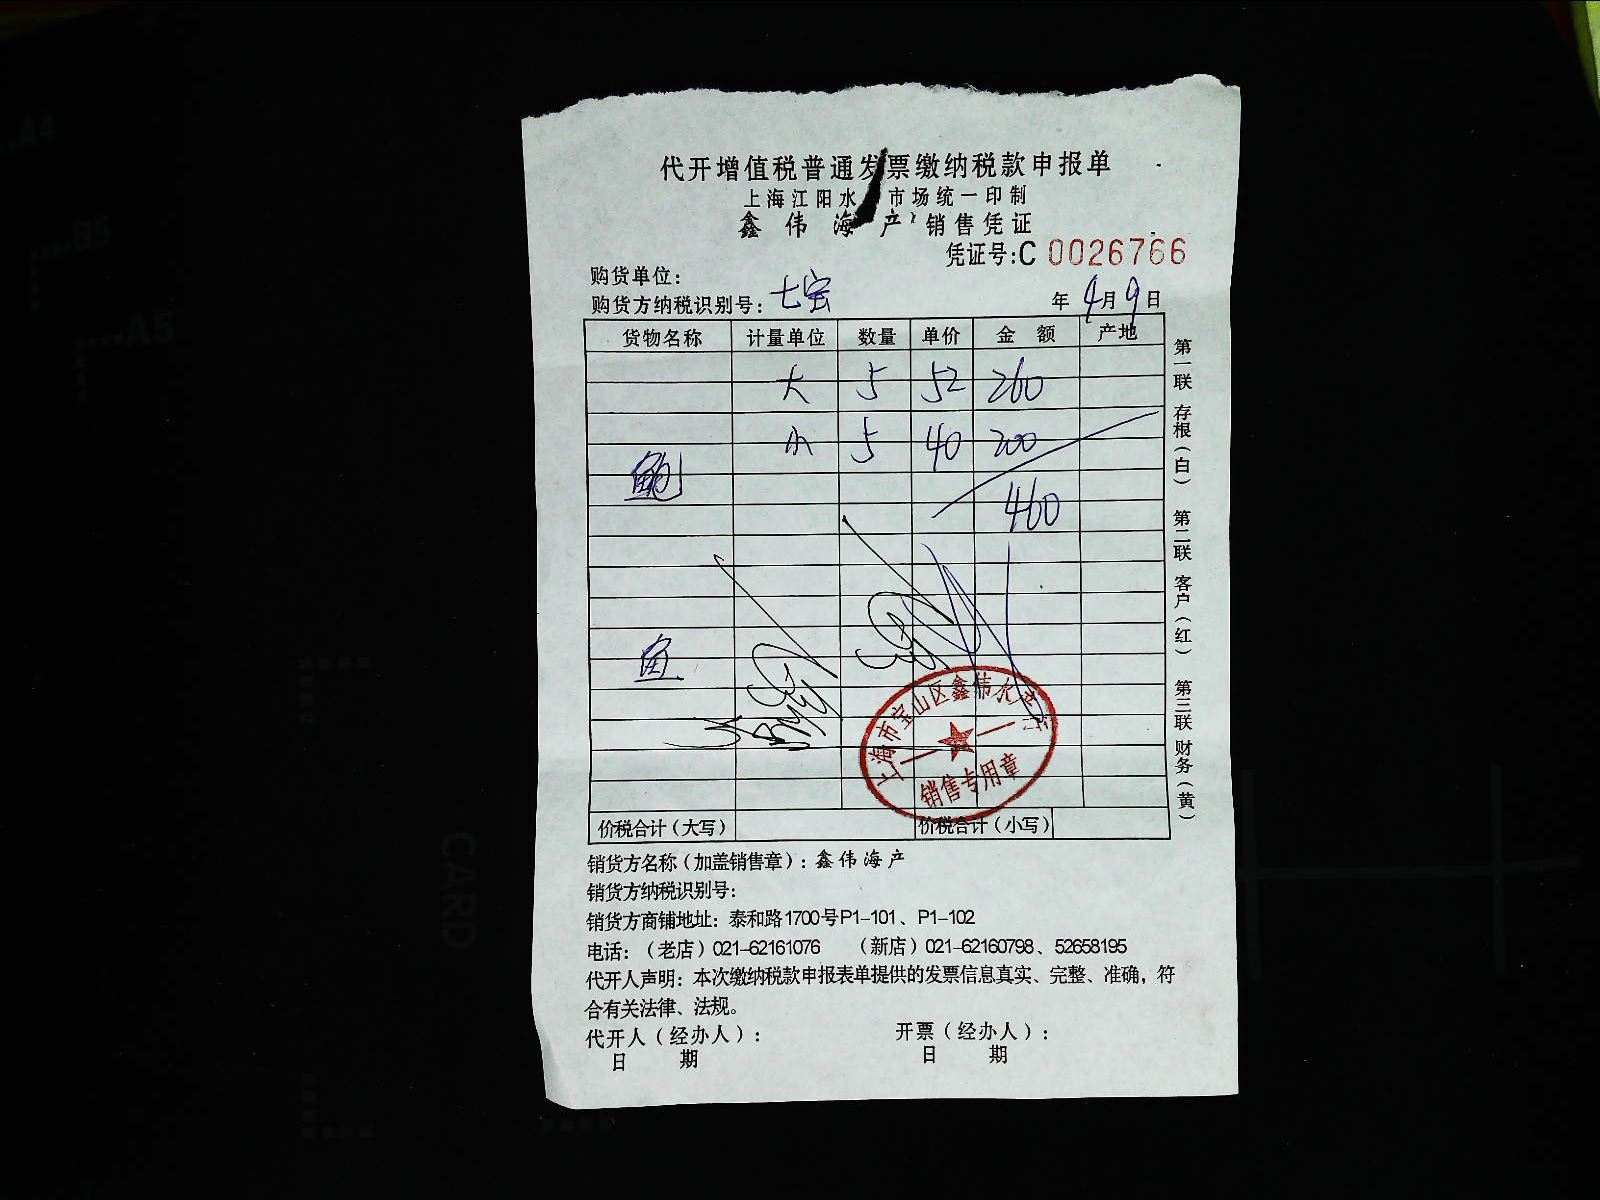 代开增值税普通发票缴纳税款申报单
上海江阳水 市场统一印制
鑫伟海产 销售凭证
凭证号:C 0026766
购货单位:
购货方纳税识别号: 七宝 年 4月9日
货物名称 计量单位 数量 单价 金额 产地
大 5 52 260
小 5 40 200
鲍
460
鱼
上海市宝山区鑫伟水产
销售专用章
价税合计(大写) 价税合计(小写)
销货方名称(加盖销售章): 鑫伟海产
销货方纳税识别号:
销货方商铺地址: 泰和路1700号P1-101、P1-102
电话:(老店)021-62161076 (新店)021-62160798、52658195
代开人声明: 本次缴纳税款申报表单提供的发票信息真实、完整、准确,符
合有关法律、法规。
代开人(经办人): 开票(经办人):
日 期 日 期
第一联 存根(白) 第二联 客户(红) 第三联 财务(黄)
A4
B5
A5
CARD